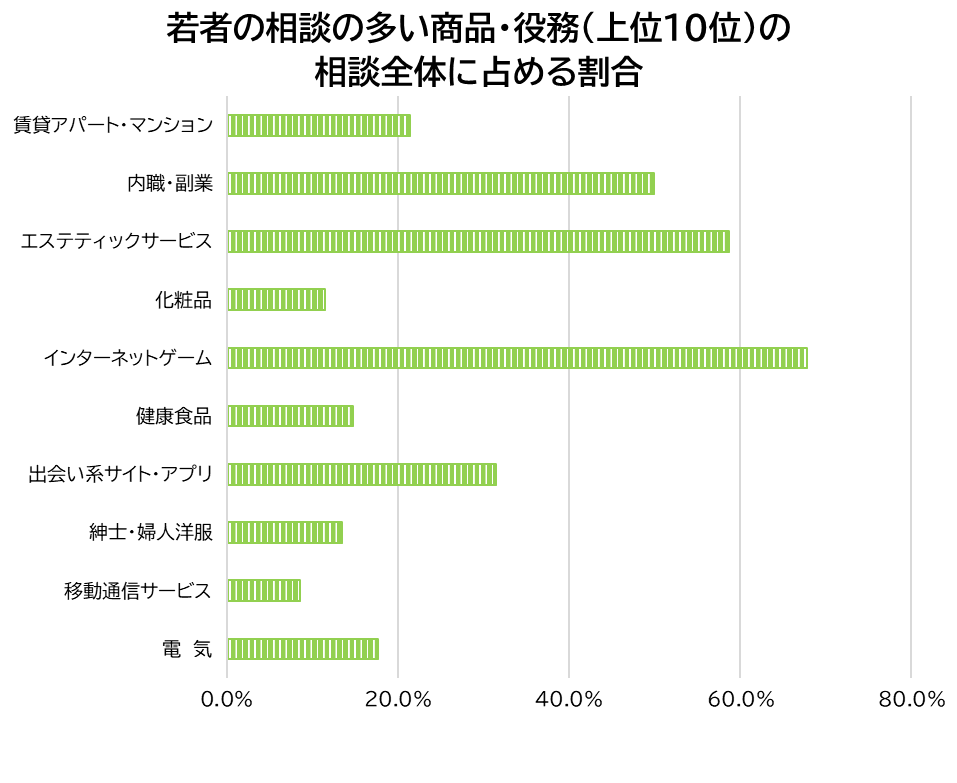 若者の相談の多い商品・役務（上位10位）の
相談全体に占める割合
賃貸アパート・マンション
内職・副業
エステティックサービス
化粧品
インターネットゲーム
健康食品
出会い系サイト・アプリ
紳士・婦人洋服
移動通信サービス
電　気
0.0% 20.0% 40.0% 60.0% 80.0%